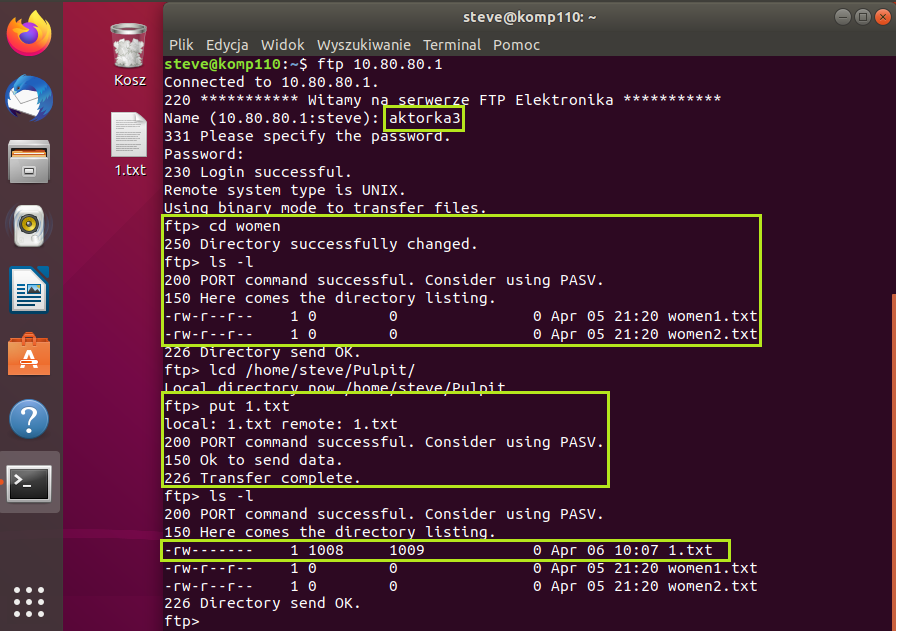 steve@komp110: ~
Plik Edycja Widok Wyszukiwanie Terminal Pomoc
Kosz
1.txt
steve@komp110:~$ ftp 10.80.80.1
Connected to 10.80.80.1.
220 *********** Witamy na serwerze FTP Elektronika ***********
Name (10.80.80.1:steve): aktorka3
331 Please specify the password.
Password:
230 Login successful.
Remote system type is UNIX.
Using binary mode to transfer files.
ftp> cd women
250 Directory successfully changed.
ftp> ls -l
200 PORT command successful. Consider using PASV.
150 Here comes the directory listing.
-rw-r--r--    1 0        0               0 Apr 05 21:20 women1.txt
-rw-r--r--    1 0        0               0 Apr 05 21:20 women2.txt
226 Directory send OK.
ftp> lcd /home/steve/Pulpit/
Local directory now /home/steve/Pulpit
ftp> put 1.txt
local: 1.txt remote: 1.txt
200 PORT command successful. Consider using PASV.
150 Ok to send data.
226 Transfer complete.
ftp> ls -l
200 PORT command successful. Consider using PASV.
150 Here comes the directory listing.
-rw-------    1 1008     1009            0 Apr 06 10:07 1.txt
-rw-r--r--    1 0        0               0 Apr 05 21:20 women1.txt
-rw-r--r--    1 0        0               0 Apr 05 21:20 women2.txt
226 Directory send OK.
ftp>